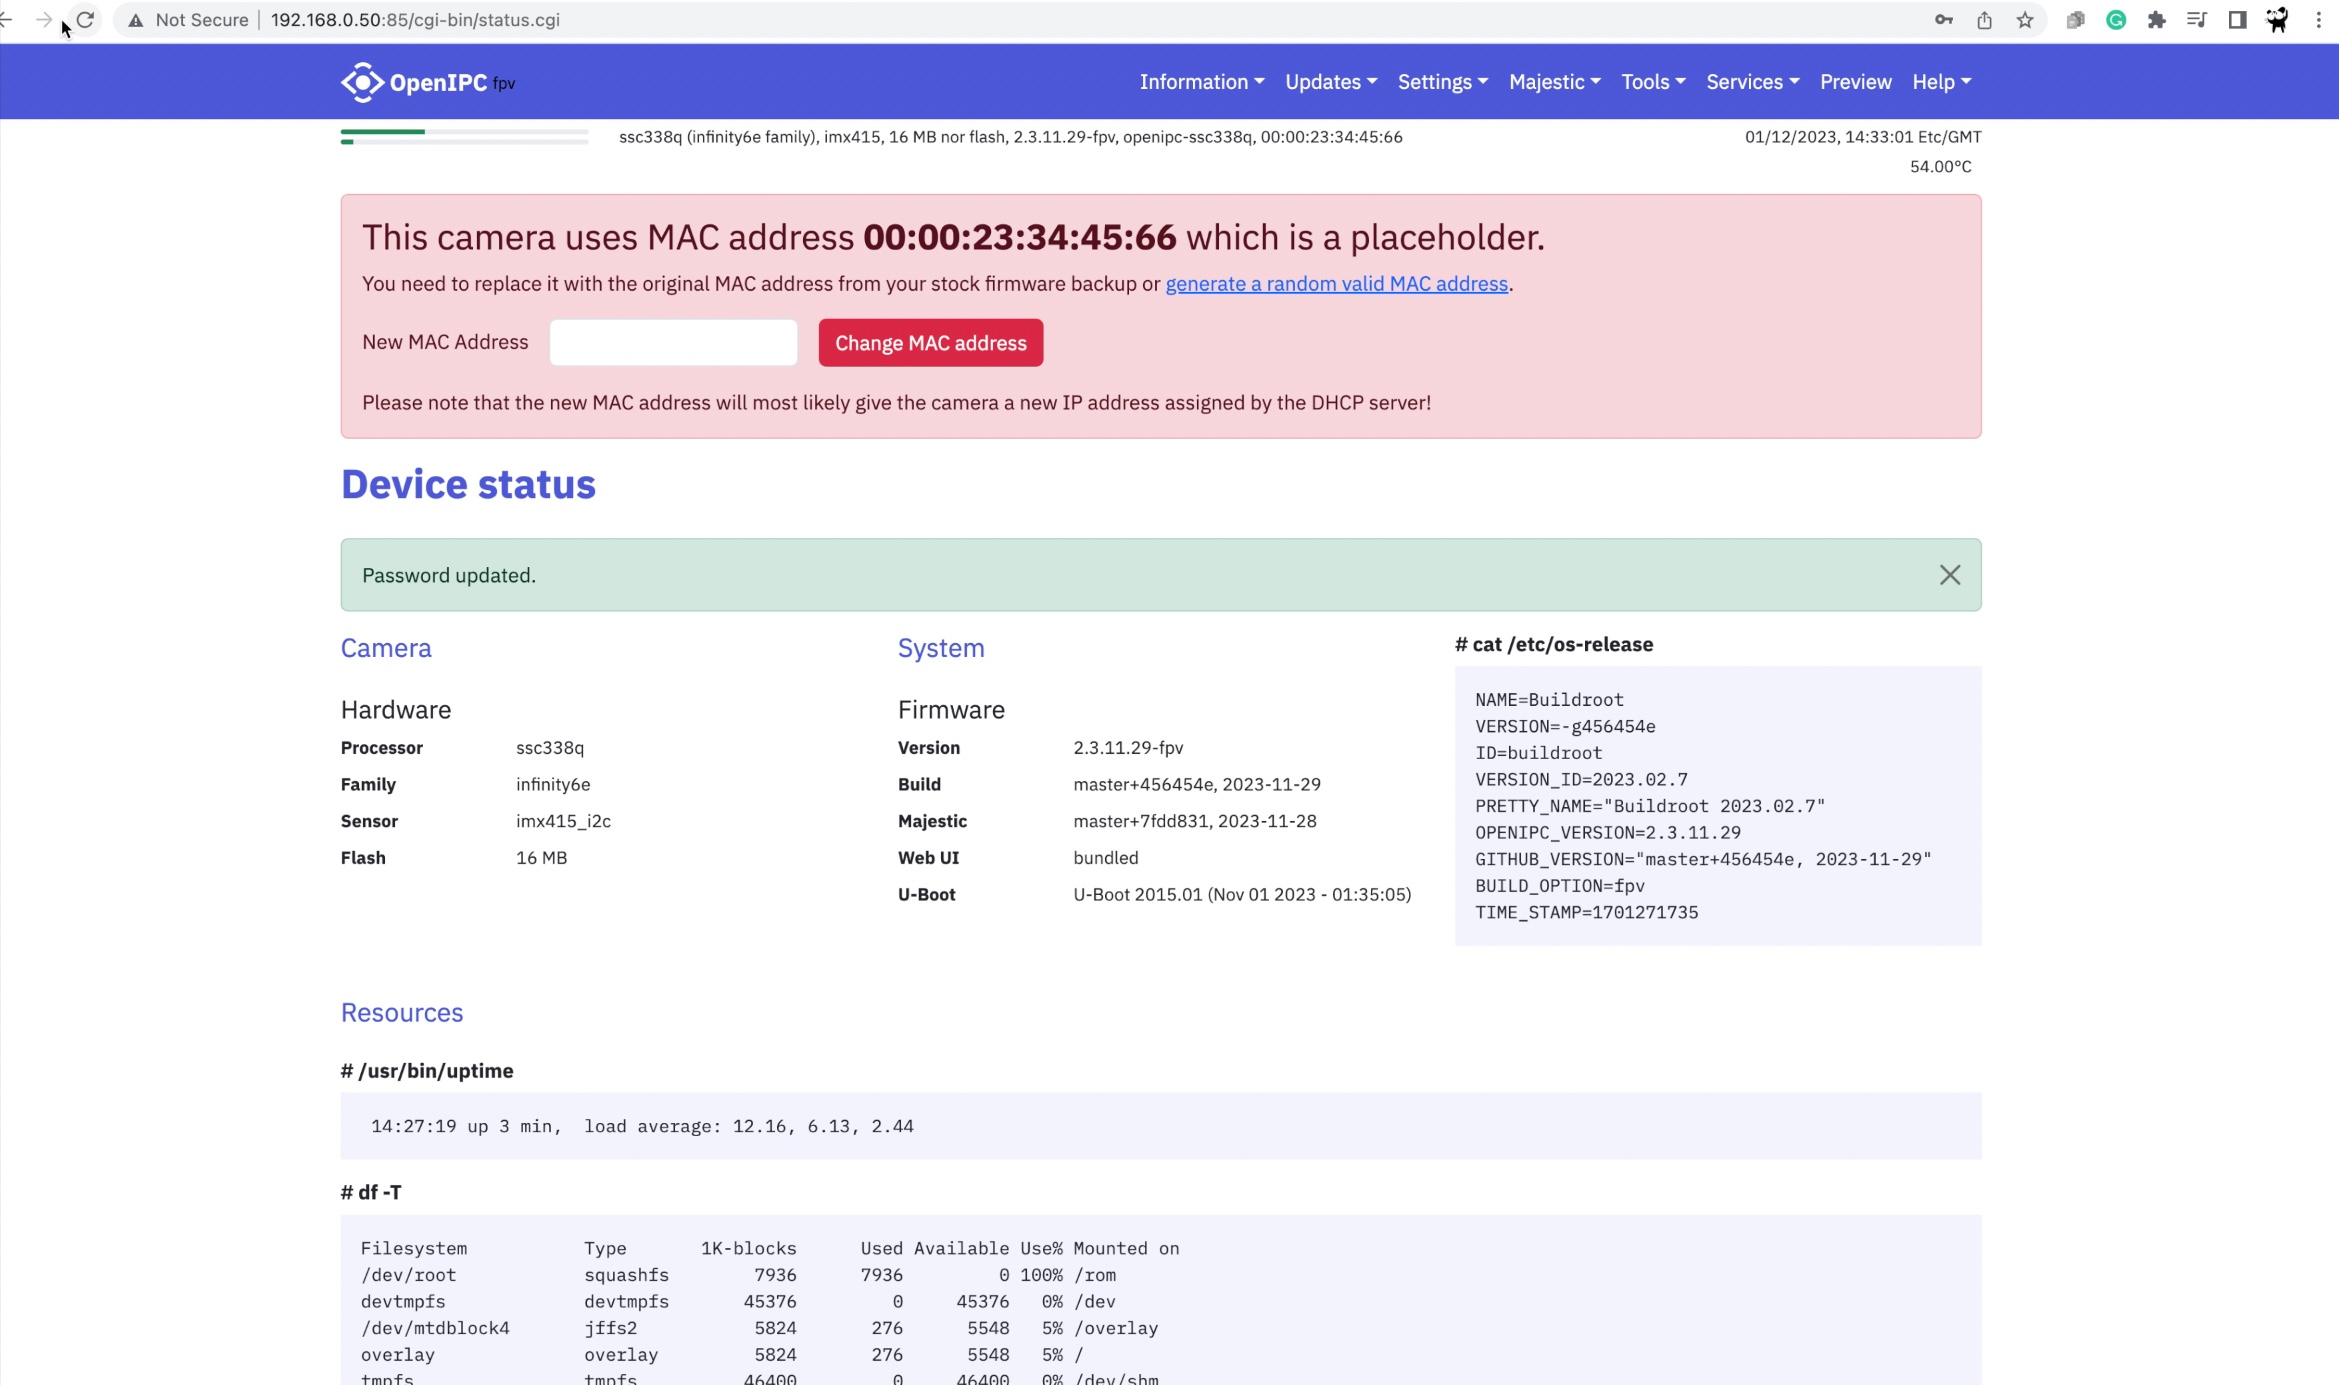 Not Secure | 192.168.0.50:85/cgi-bin/status.cgi
OpenIPC fpv
Information Updates Settings Majestic Tools Services Preview Help
ssc338q (infinity6e family), imx415, 16 MB nor flash, 2.3.11.29-fpv, openipc-ssc338q, 00:00:23:34:45:66
01/12/2023, 14:33:01 Etc/GMT
54.00°C
This camera uses MAC address 00:00:23:34:45:66 which is a placeholder.
You need to replace it with the original MAC address from your stock firmware backup or generate a random valid MAC address.
New MAC Address
Change MAC address
Please note that the new MAC address will most likely give the camera a new IP address assigned by the DHCP server!
Device status
Password updated.
Camera
Hardware
Processor ssc338q
Family infinity6e
Sensor imx415_i2c
Flash 16 MB
System
Firmware
Version 2.3.11.29-fpv
Build master+456454e, 2023-11-29
Majestic master+7fdd831, 2023-11-28
Web UI bundled
U-Boot U-Boot 2015.01 (Nov 01 2023 - 01:35:05)
# cat /etc/os-release
NAME=Buildroot
VERSION=-g456454e
ID=buildroot
VERSION_ID=2023.02.7
PRETTY_NAME="Buildroot 2023.02.7"
OPENIPC_VERSION=2.3.11.29
GITHUB_VERSION="master+456454e, 2023-11-29"
BUILD_OPTION=fpv
TIME_STAMP=1701271735
Resources
# /usr/bin/uptime
14:27:19 up 3 min,  load average: 12.16, 6.13, 2.44
# df -T
Filesystem Type 1K-blocks Used Available Use% Mounted on
/dev/root squashfs 7936 7936 0 100% /rom
devtmpfs devtmpfs 45376 0 45376 0% /dev
/dev/mtdblock4 jffs2 5824 276 5548 5% /overlay
overlay overlay 5824 276 5548 5% /
tmpfs tmpfs 46400 0 46400 0% /dev/shm